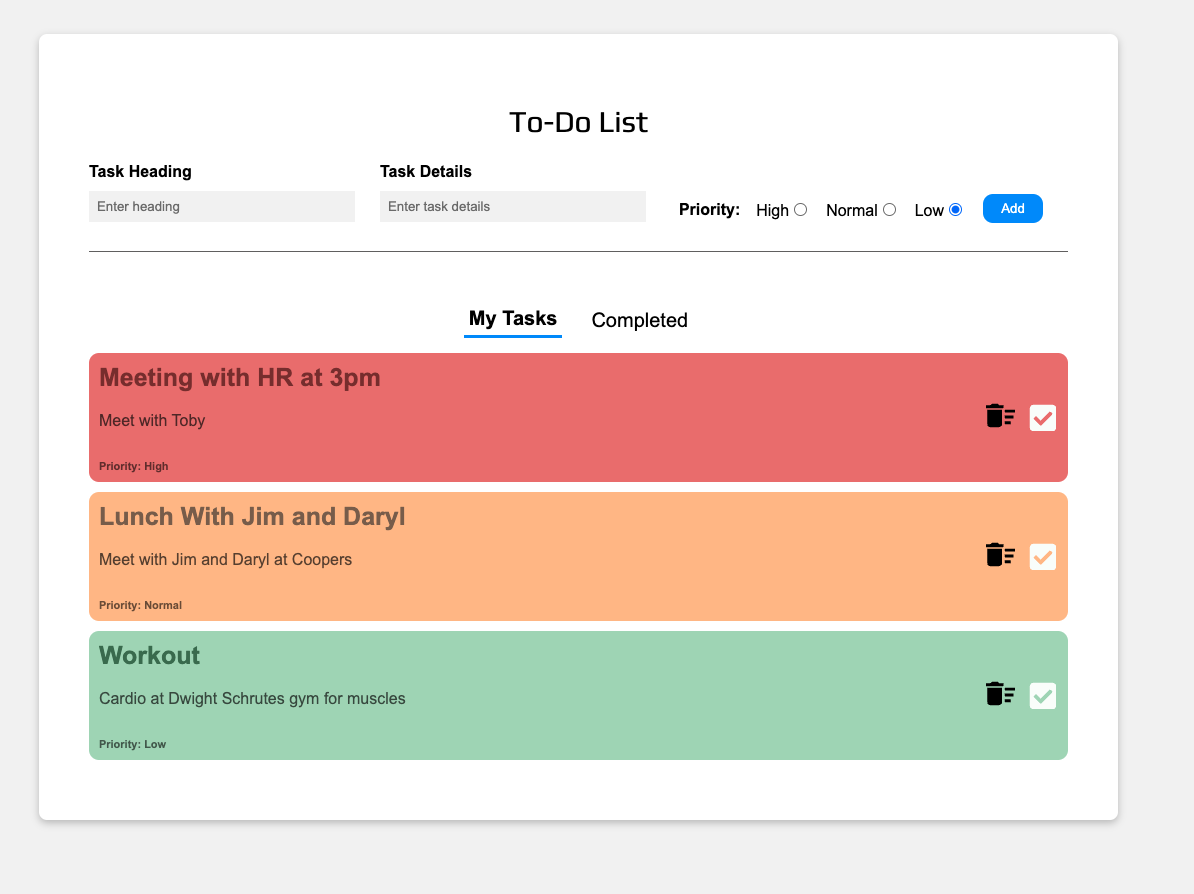 To-Do List
Task Heading Task Details
Enter heading Enter task details Priority: High Normal Low Add
My Tasks Completed
Meeting with HR at 3pm
Meet with Toby
Priority: High
Lunch With Jim and Daryl
Meet with Jim and Daryl at Coopers
Priority: Normal
Workout
Cardio at Dwight Schrutes gym for muscles
Priority: Low